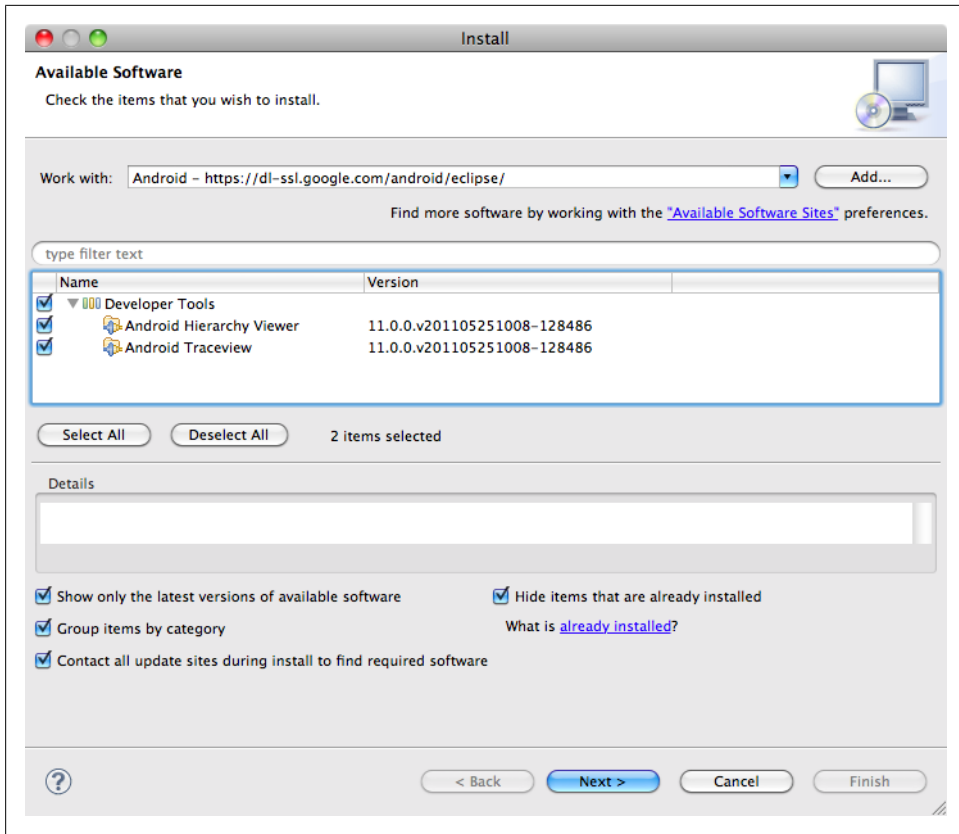 Install
Available Software
Check the items that you wish to install.
Work with: Android - https://dl-ssl.google.com/android/eclipse/ Add...
Find more software by working with the "Available Software Sites" preferences.
type filter text
Name Version
Developer Tools
Android Hierarchy Viewer 11.0.0.v201105251008-128486
Android Traceview 11.0.0.v201105251008-128486
Select All Deselect All 2 items selected
Details
Show only the latest versions of available software Hide items that are already installed
Group items by category What is already installed?
Contact all update sites during install to find required software
? < Back Next > Cancel Finish